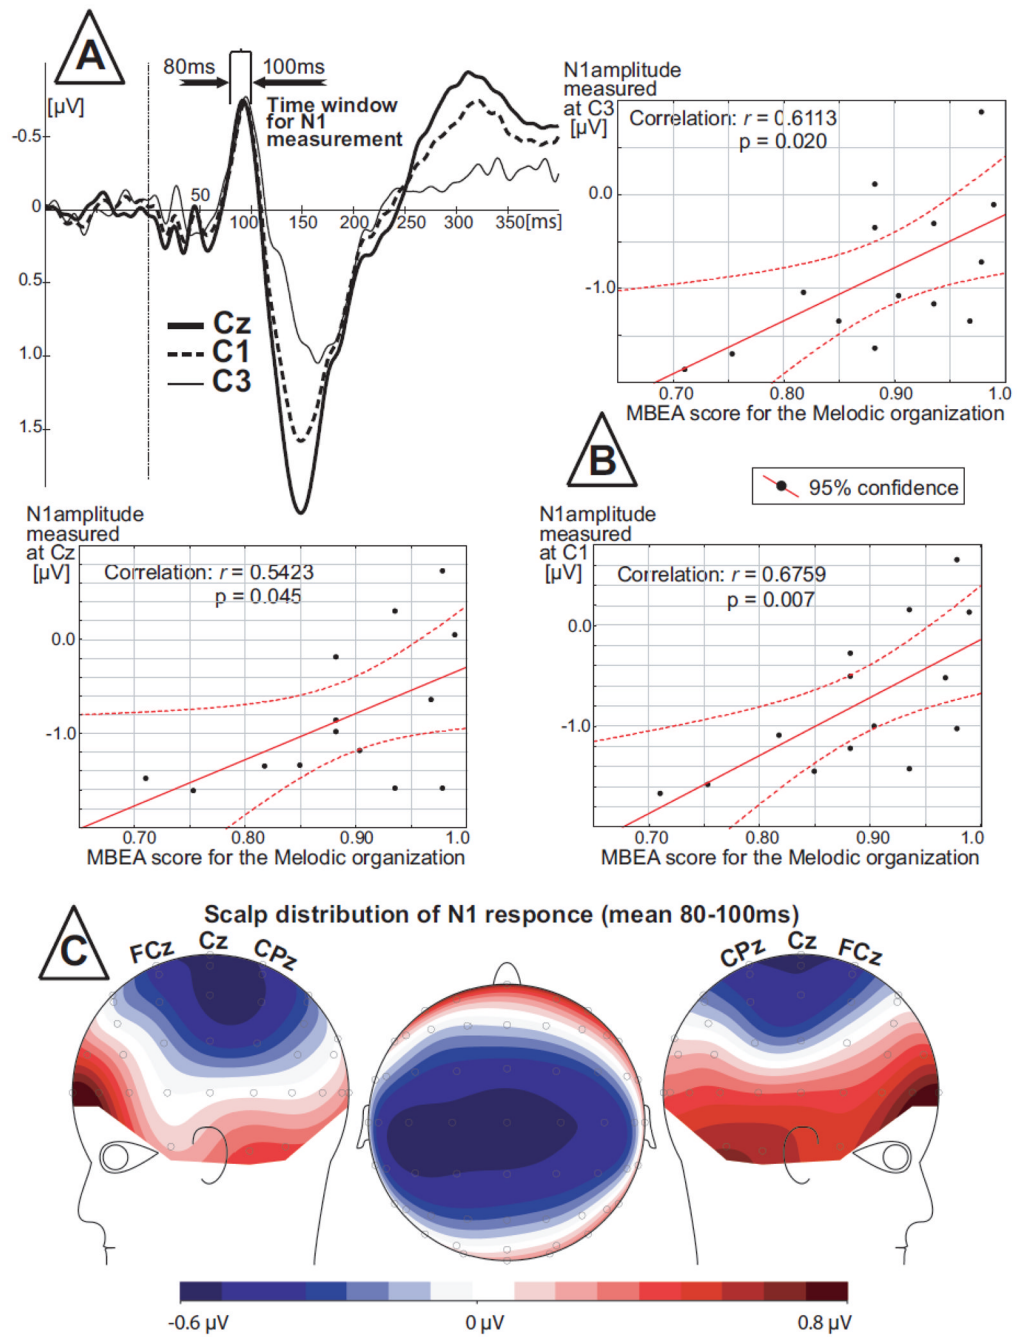 A
80ms
100ms
[µV]
Time window
for N1
measurement
-0.5
0
0.5
1.0
1.5
50
100
150
200
250
300
350[ms]
Cz
C1
C3
N1amplitude
measured
at C3
[µV]
Correlation: r = 0.6113
p = 0.020
0.0
-1.0
0.70
0.80
0.90
1.0
MBEA score for the Melodic organization
B
95% confidence
N1amplitude
measured
at Cz
[µV]
Correlation: r = 0.5423
p = 0.045
0.0
-1.0
0.70
0.80
0.90
1.0
MBEA score for the Melodic organization
N1amplitude
measured
at C1
[µV]
Correlation: r = 0.6759
p = 0.007
0.0
-1.0
0.70
0.80
0.90
1.0
MBEA score for the Melodic organization
C
Scalp distribution of N1 responce (mean 80-100ms)
FCz
Cz
CPz
CPz
Cz
FCz
-0.6 µV
0 µV
0.8 µV